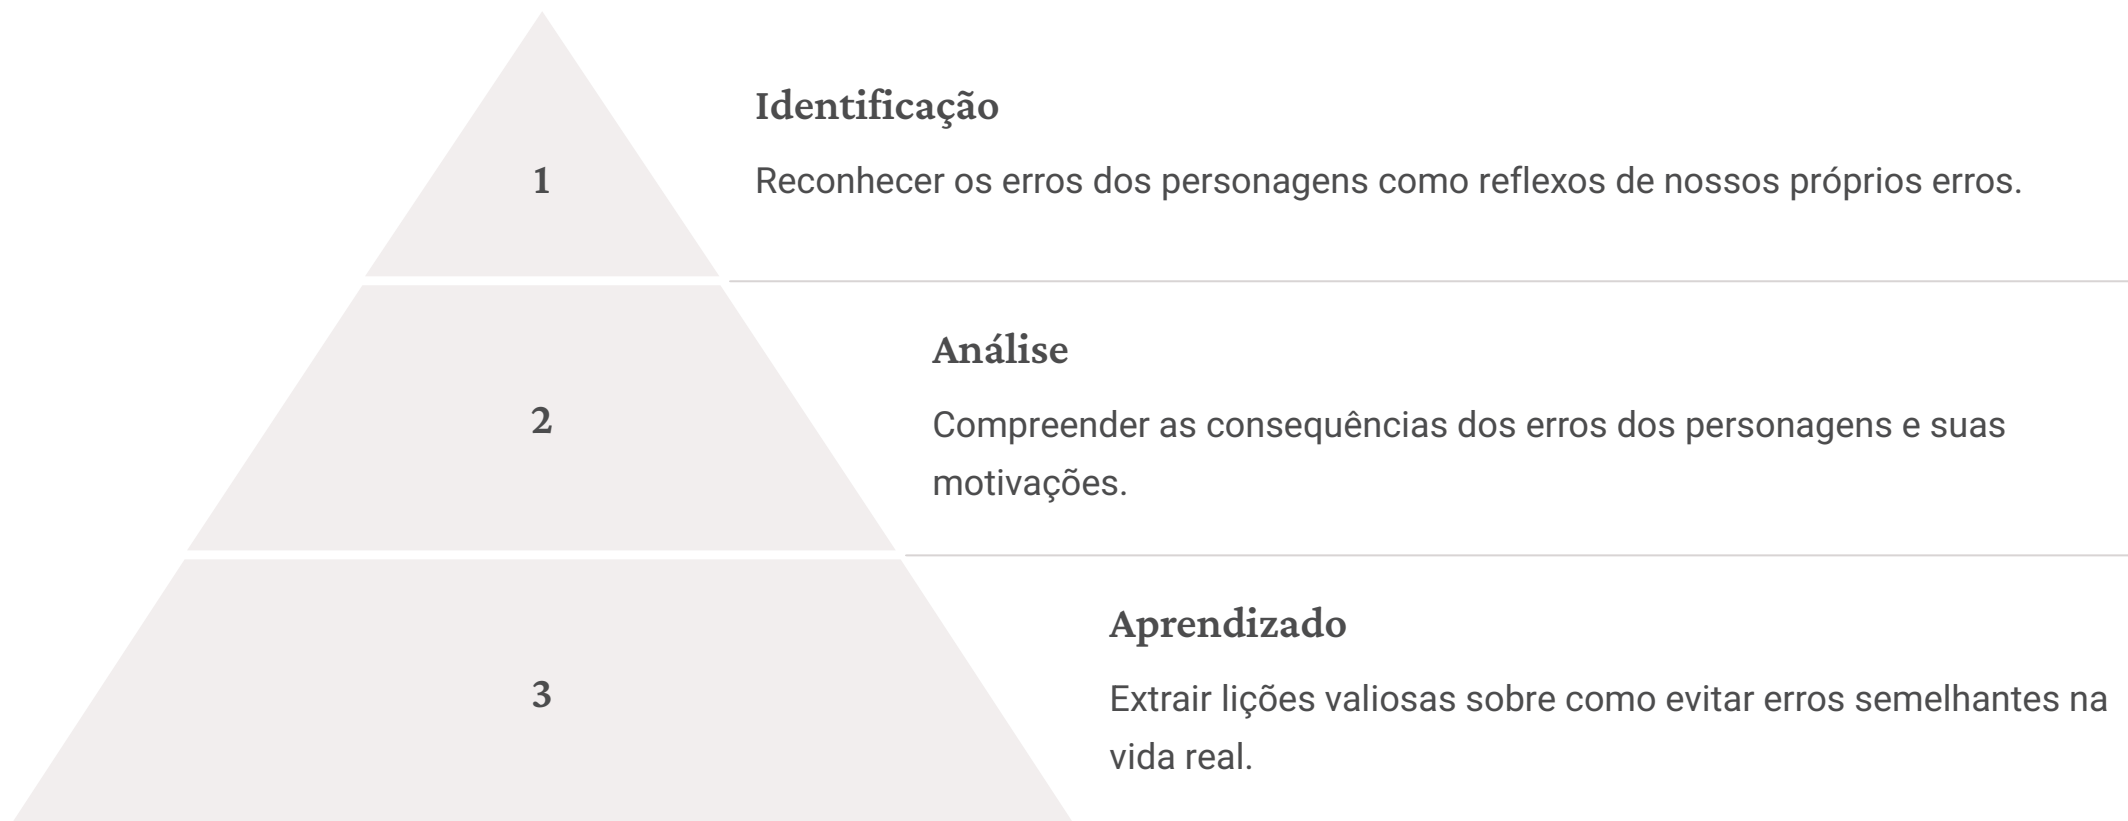 Identificação
1
Reconhecer os erros dos personagens como reflexos de nossos próprios erros.
Análise
2
Compreender as consequências dos erros dos personagens e suas
motivações.
Aprendizado
3
Extrair lições valiosas sobre como evitar erros semelhantes na
vida real.